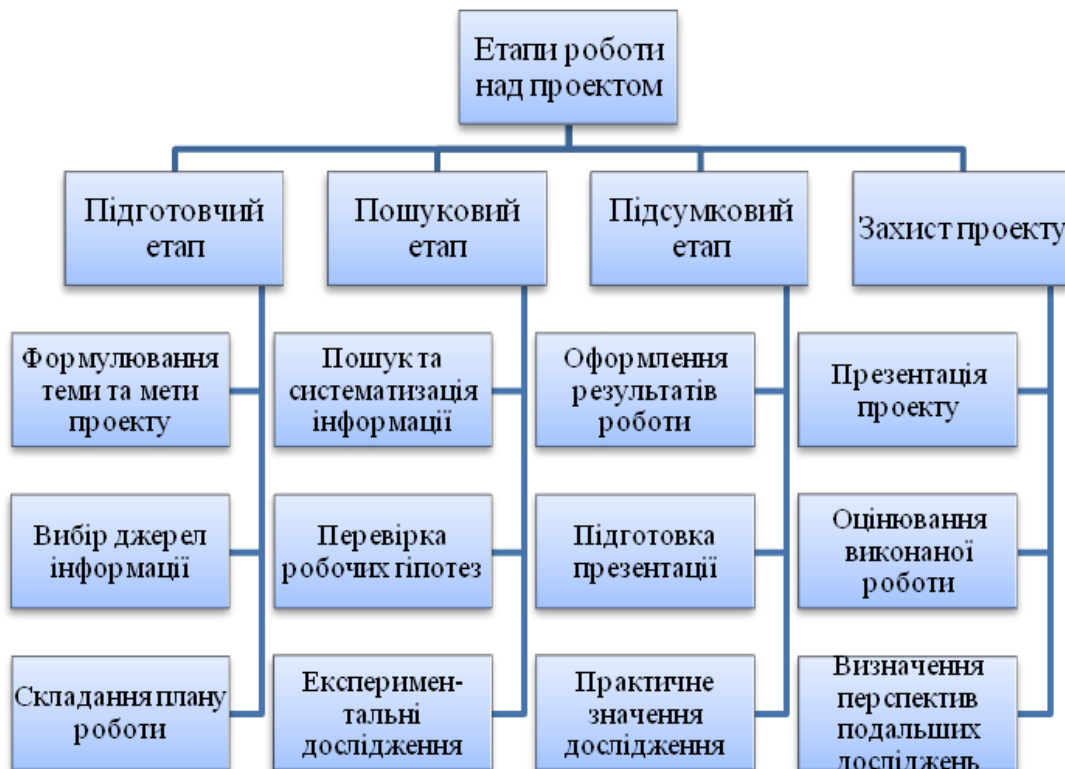 Етапи роботи
над проектом
Підготовчий
етап
Пошуковий
етап
Підсумковий
етап
Захист проекту
Формулювання
теми та мети
проекту
Вибір джерел
інформації
Складання плану
роботи
Пошук та
систематизація
інформації
Перевірка
робочих гіпотез
Експеримен-
тальні
дослідження
Оформлення
результатів
роботи
Підготовка
презентації
Практичне
значення
дослідження
Презентація
проекту
Оцінювання
виконаної
роботи
Визначення
перспектив
подальших
досліджень